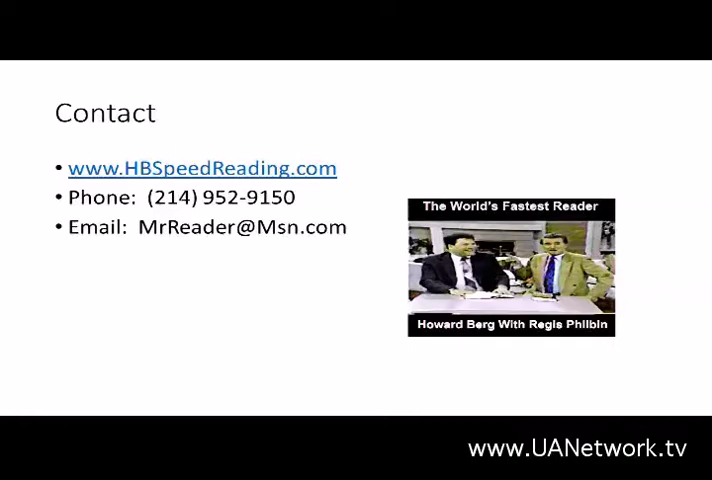 Contact
• www.HBSpeedReading.com
• Phone: (214) 952-9150
• Email: MrReader@Msn.com
The World's Fastest Reader
Howard Berg With Regis Philbin
www.UANetwork.tv